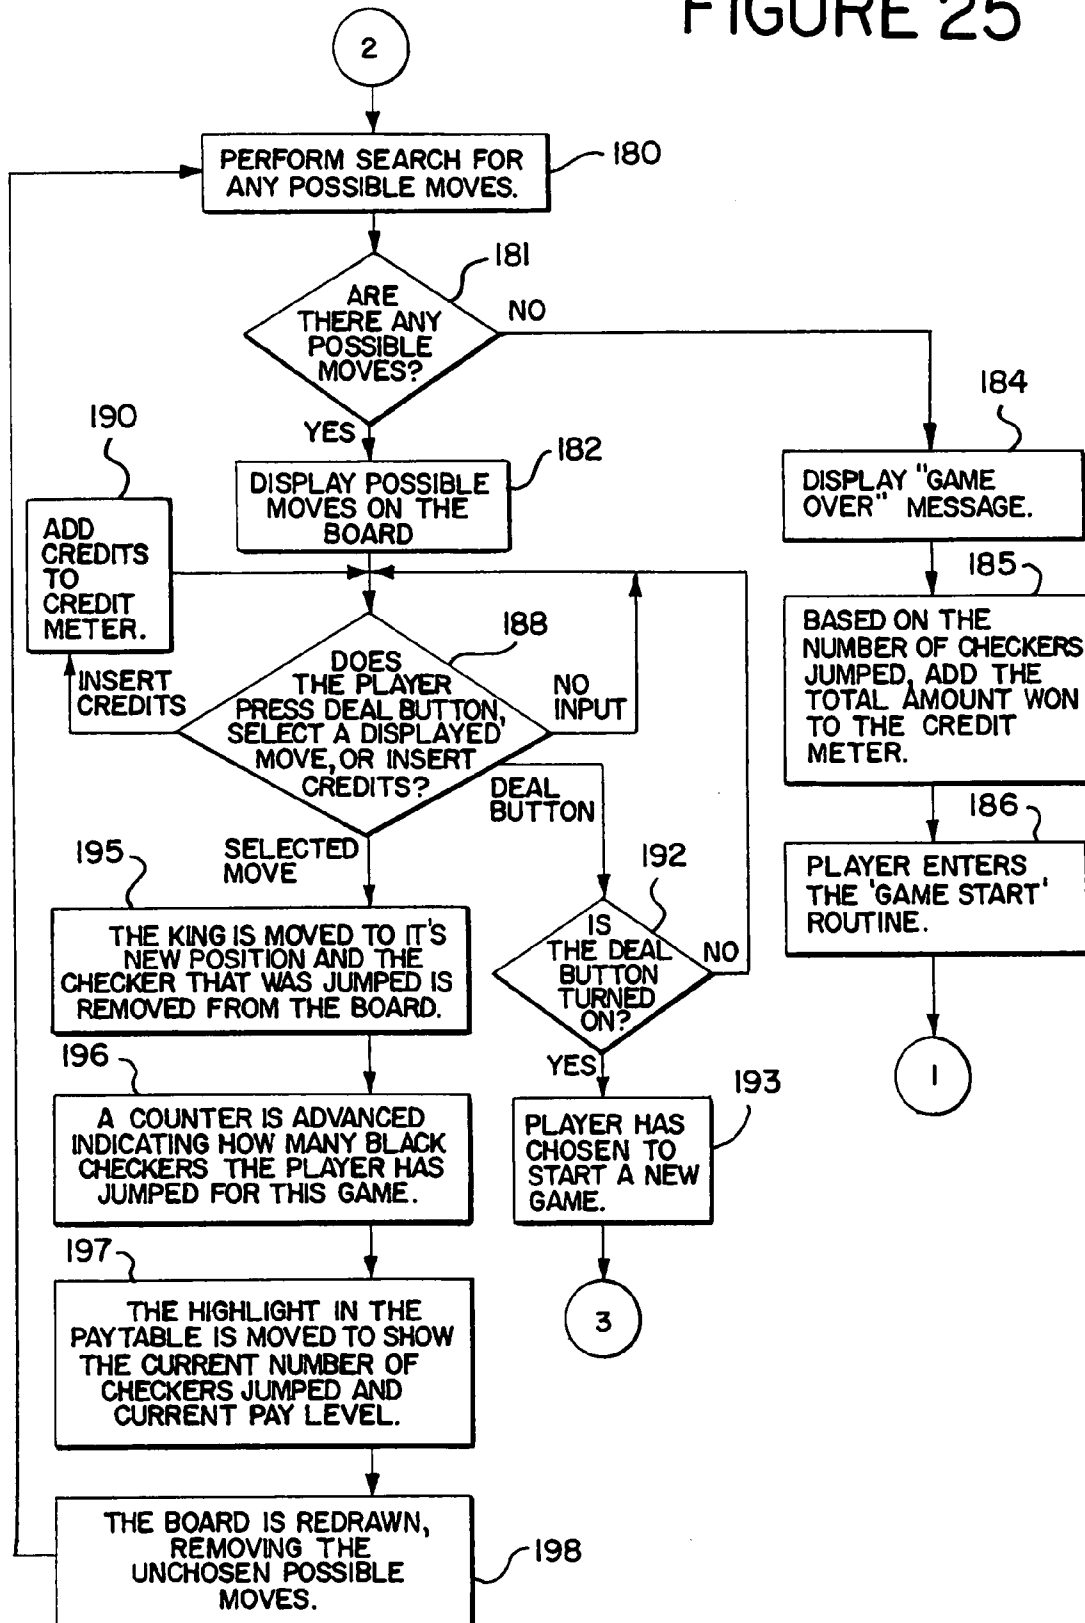 FIGURE 25
2
PERFORM SEARCH FOR
ANY POSSIBLE MOVES.
180
181
ARE
THERE ANY
POSSIBLE
MOVES?
NO
YES
184
190
182
DISPLAY POSSIBLE
MOVES ON THE
BOARD
DISPLAY "GAME
OVER" MESSAGE.
ADD
CREDITS
TO
CREDIT
METER.
185
188
BASED ON THE
NUMBER OF CHECKERS
JUMPED, ADD THE
TOTAL AMOUNT WON
TO THE CREDIT
METER.
INSERT
CREDITS
DOES
THE PLAYER
PRESS DEAL BUTTON,
SELECT A DISPLAYED
MOVE, OR INSERT
CREDITS?
NO
INPUT
DEAL
BUTTON
186
SELECTED
MOVE
195
192
PLAYER ENTERS
THE 'GAME START'
ROUTINE.
THE KING IS MOVED TO IT'S
NEW POSITION AND THE
CHECKER THAT WAS JUMPED IS
REMOVED FROM THE BOARD.
IS
THE DEAL
BUTTON
TURNED
ON?
NO
YES
1
196
193
A COUNTER IS ADVANCED
INDICATING HOW MANY BLACK
CHECKERS THE PLAYER HAS
JUMPED FOR THIS GAME.
PLAYER HAS
CHOSEN TO
START A NEW
GAME.
197
3
THE HIGHLIGHT IN THE
PAYTABLE IS MOVED TO SHOW
THE CURRENT NUMBER OF
CHECKERS JUMPED AND
CURRENT PAY LEVEL.
THE BOARD IS REDRAWN,
REMOVING THE
UNCHOSEN POSSIBLE
MOVES.
198